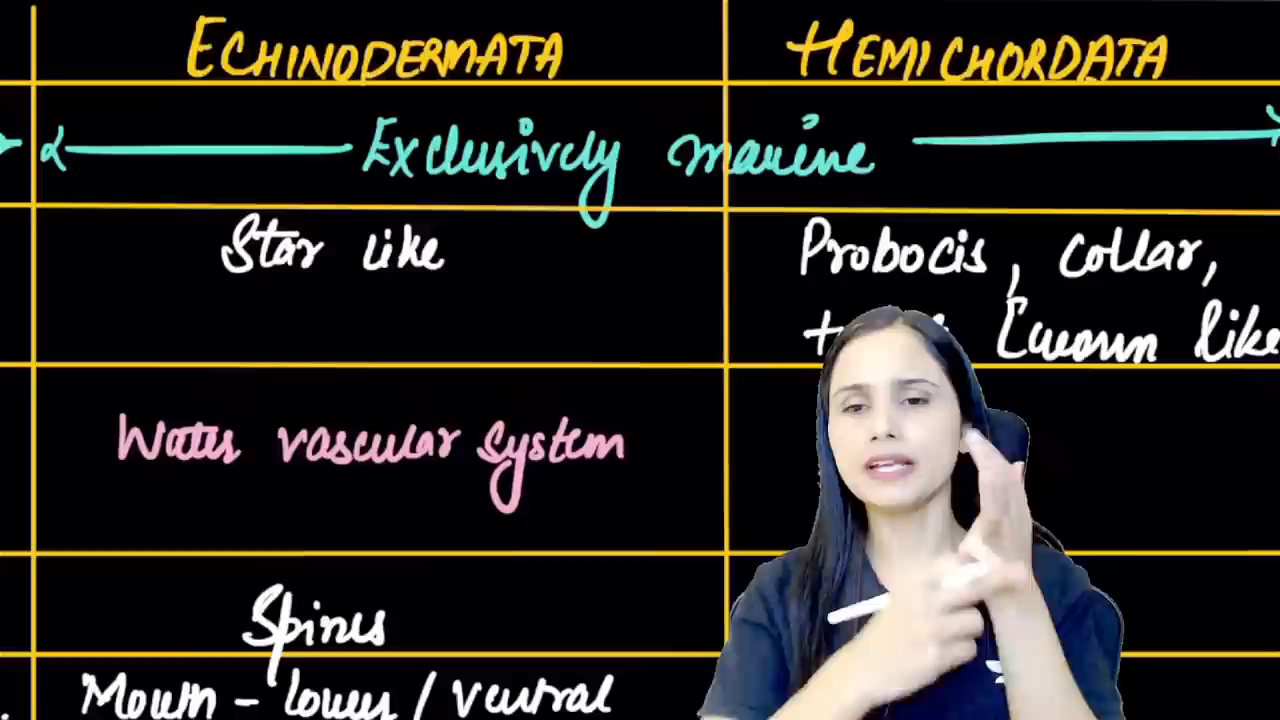 ECHINODERMATA
HEMICHORDATA
Exclusively marine
Star like
Probocis, collar,
[worm like
Water vascular system
Spines
Mouth - lower / ventral